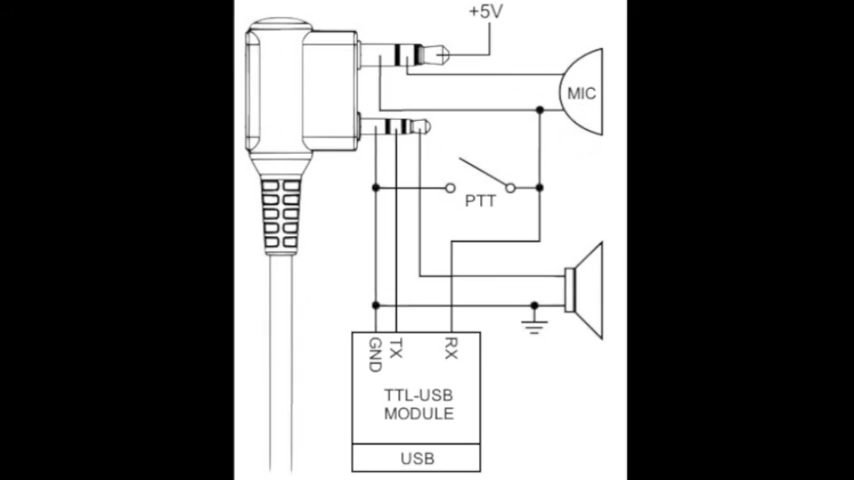 +5V
MIC
PTT
GND
TX
RX
TTL-USB
MODULE
USB